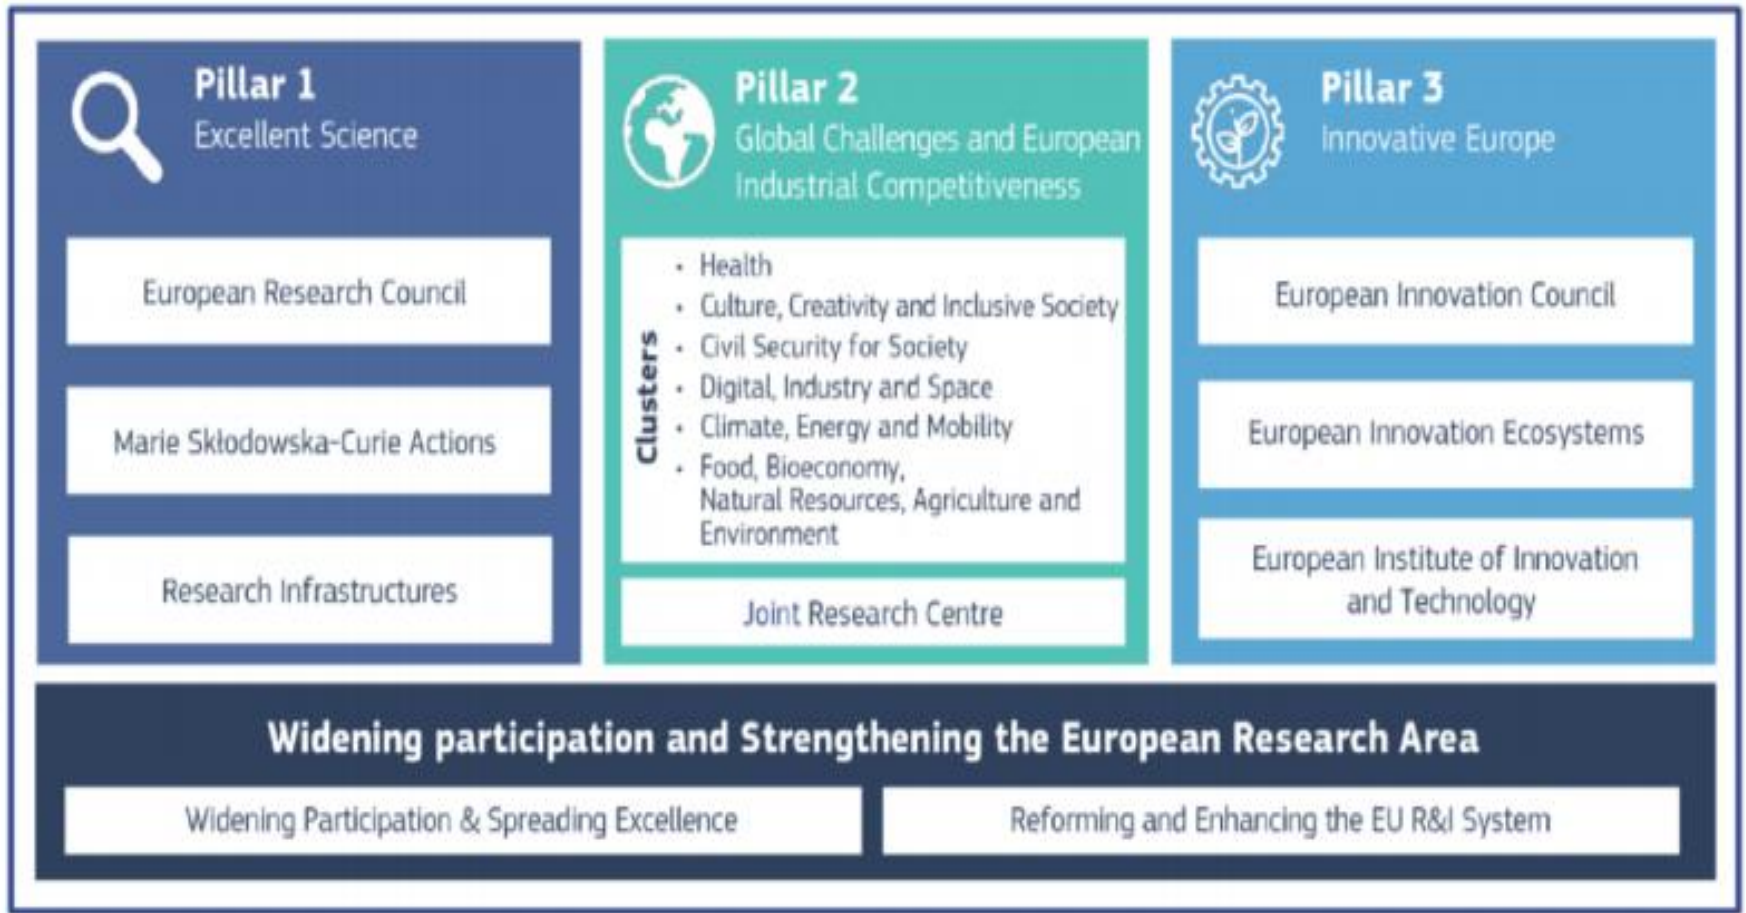 Pillar 1
Excellent Science
European Research Council
Marie Skłodowska-Curie Actions
Research Infrastructures
Pillar 2
Global Challenges and European
Industrial Competitiveness
Clusters
• Health
• Culture, Creativity and Inclusive Society
• Civil Security for Society
• Digital, Industry and Space
• Climate, Energy and Mobility
• Food, Bioeconomy,
Natural Resources, Agriculture and
Environment
Joint Research Centre
Pillar 3
Innovative Europe
European Innovation Council
European Innovation Ecosystems
European Institute of Innovation
and Technology
Widening participation and Strengthening the European Research Area
Widening Participation & Spreading Excellence
Reforming and Enhancing the EU R&I System